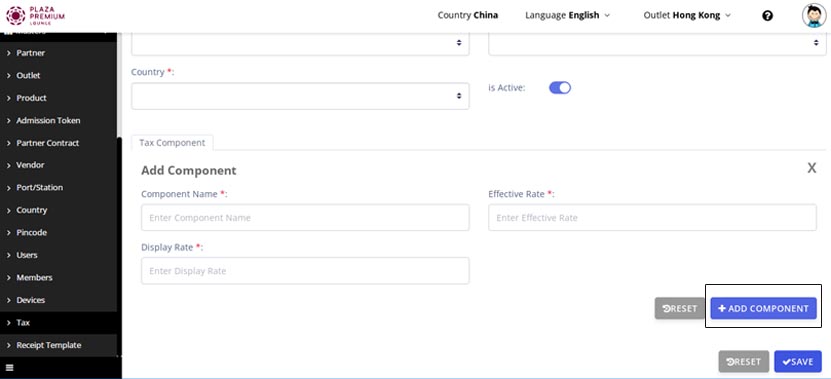 PLAZA
PREMIUM
LOUNGE
Country China
Language English
Outlet Hong Kong
?
Masters
Partner
Outlet
Product
Admission Token
Partner Contract
Vendor
Port/Station
Country
Pincode
Users
Members
Devices
Tax
Receipt Template
Country *:
is Active:
Tax Component
Add Component
X
Component Name *:
Effective Rate *:
Enter Component Name
Enter Effective Rate
Display Rate *:
Enter Display Rate
RESET
ADD COMPONENT
RESET
SAVE